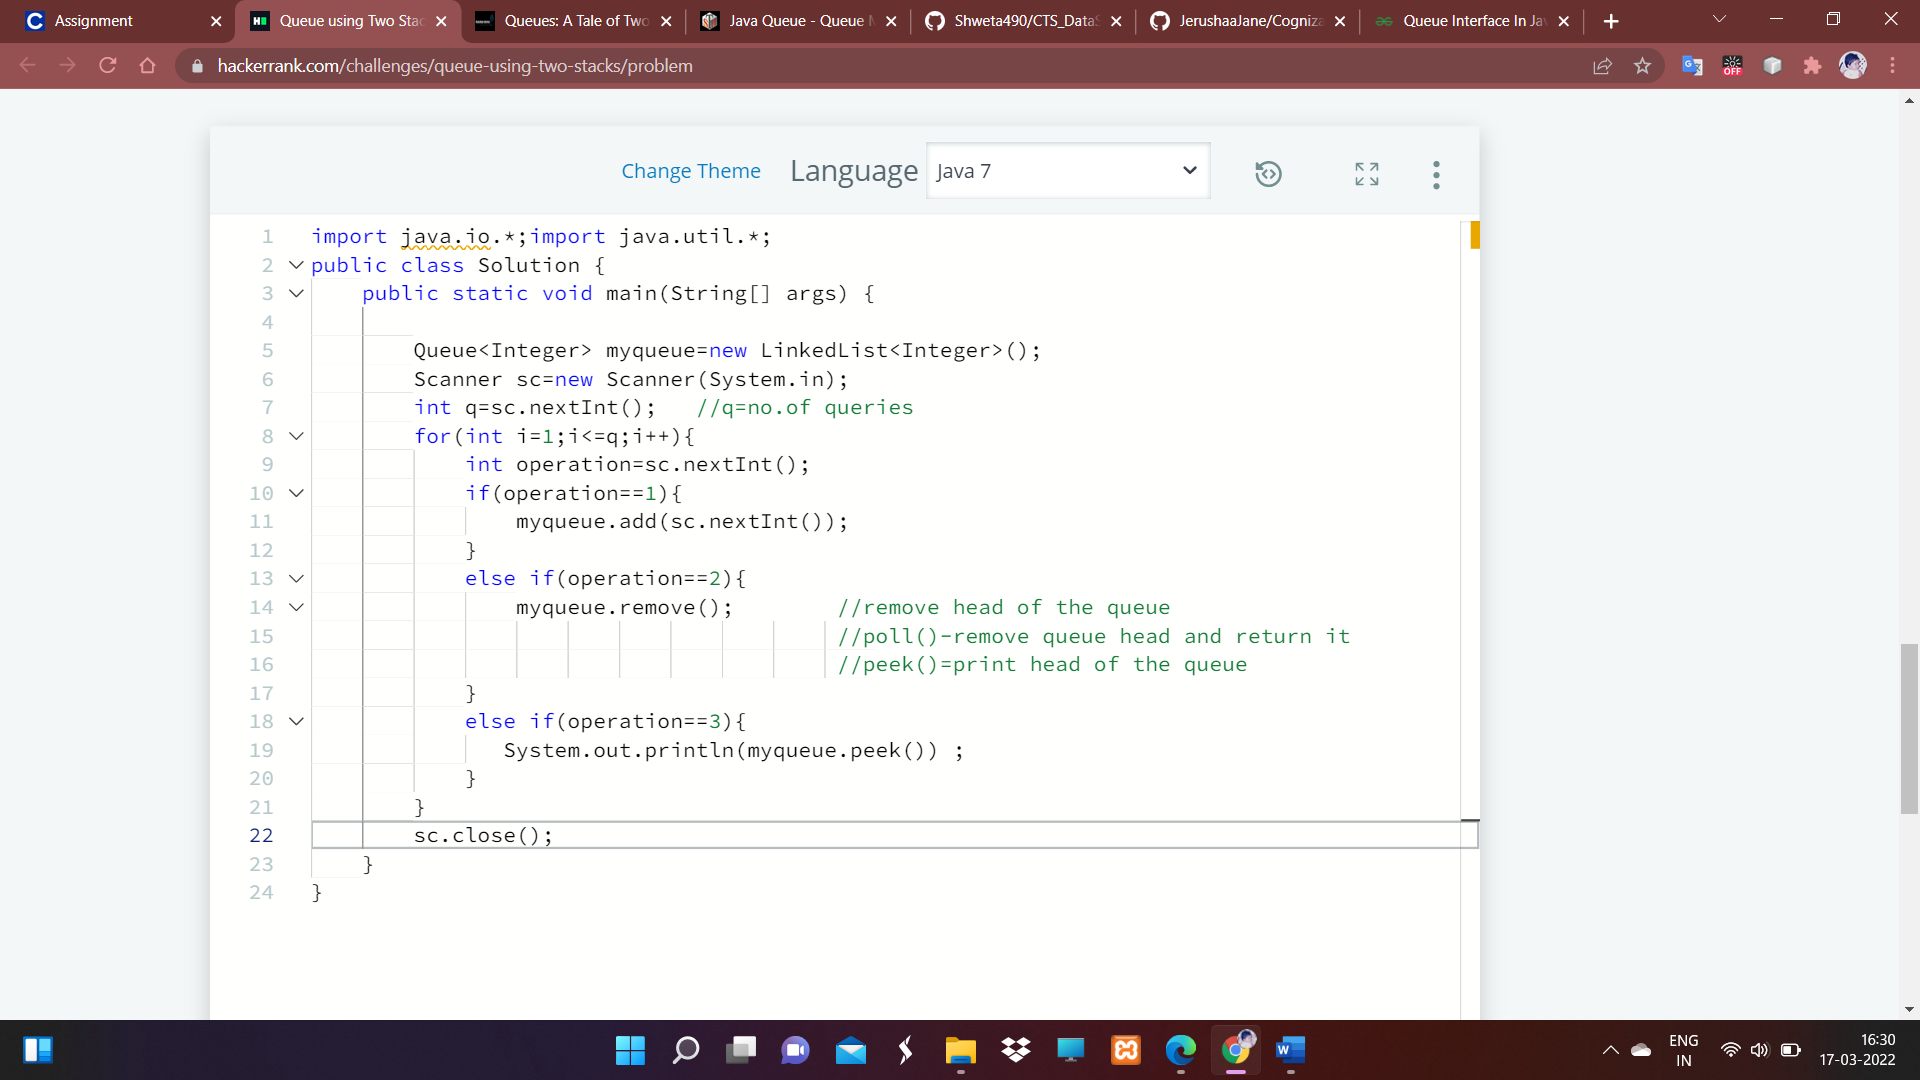 Assignment
Queue using Two Stac
Queues: A Tale of Two
Java Queue - Queue M
Shweta490/CTS_DataS
JerushaaJane/Cogniza
Queue Interface In Jav
hackerrank.com/challenges/queue-using-two-stacks/problem
OFF
Change Theme
Language
Java 7
1 import java.io.*;import java.util.*;
2 public class Solution {
3 public static void main(String[] args) {
4
5 Queue<Integer> myqueue=new LinkedList<Integer>();
6 Scanner sc=new Scanner(System.in);
7 int q=sc.nextInt(); //q=no.of queries
8 for(int i=1;i<=q;i++){
9 int operation=sc.nextInt();
10 if(operation==1){
11 myqueue.add(sc.nextInt());
12 }
13 else if(operation==2){
14 myqueue.remove(); //remove head of the queue
15 //poll()-remove queue head and return it
16 //peek()=print head of the queue
17 }
18 else if(operation==3){
19 System.out.println(myqueue.peek()) ;
20 }
21 }
22 sc.close();
23 }
24 }
ENG
IN
16:30
17-03-2022